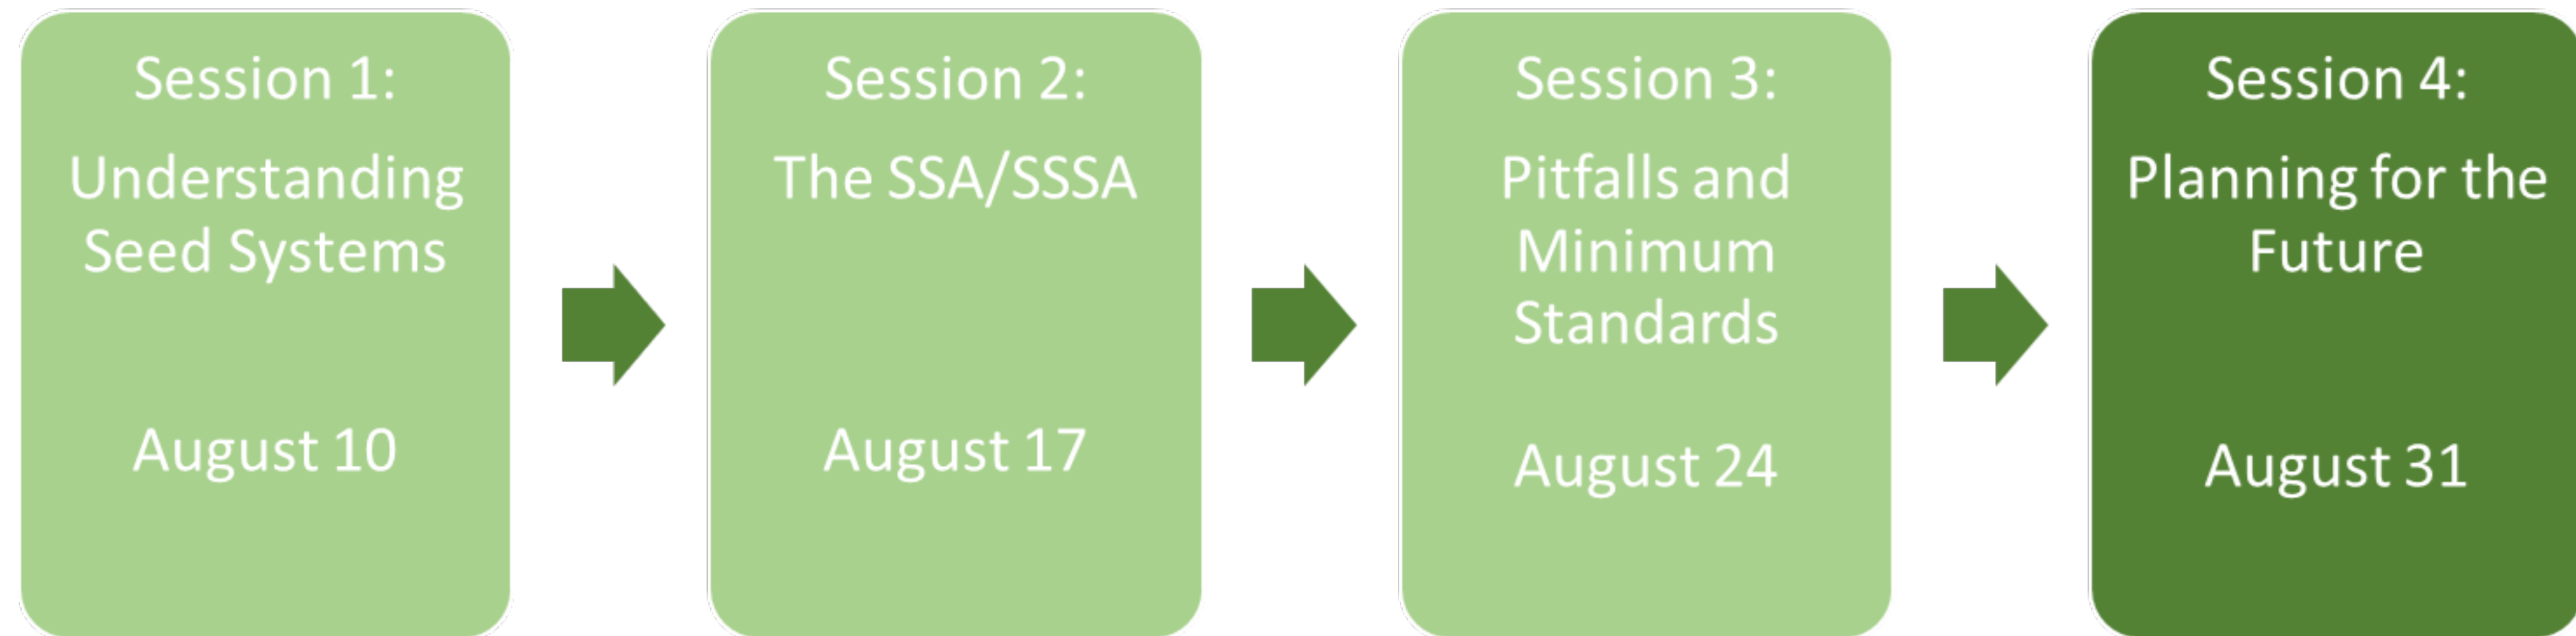 Session 1:
Understanding
Seed Systems
August 10
Session 2:
The SSA/SSSA
August 17
Session 3:
Pitfalls and
Minimum
Standards
August 24
Session 4:
Planning for the
Future
August 31